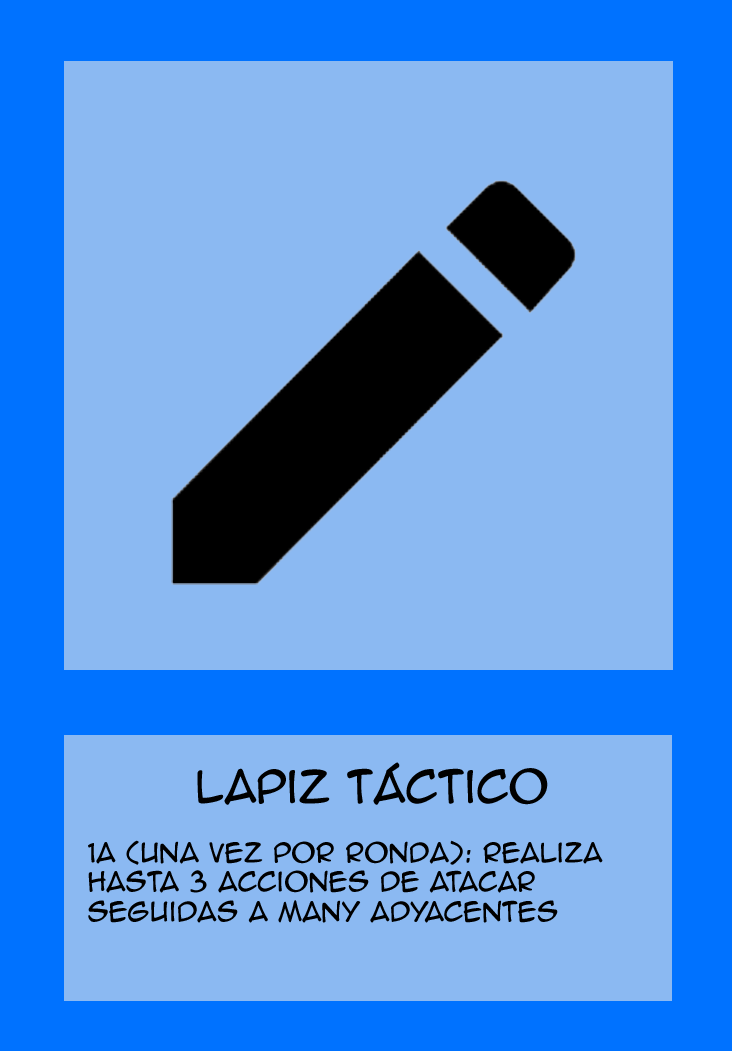 LAPIZ TÁCTICO
1A (UNA VEZ POR RONDA): REALIZA
HASTA 3 ACCIONES DE ATACAR
SEGUIDAS A MANY ADYACENTES